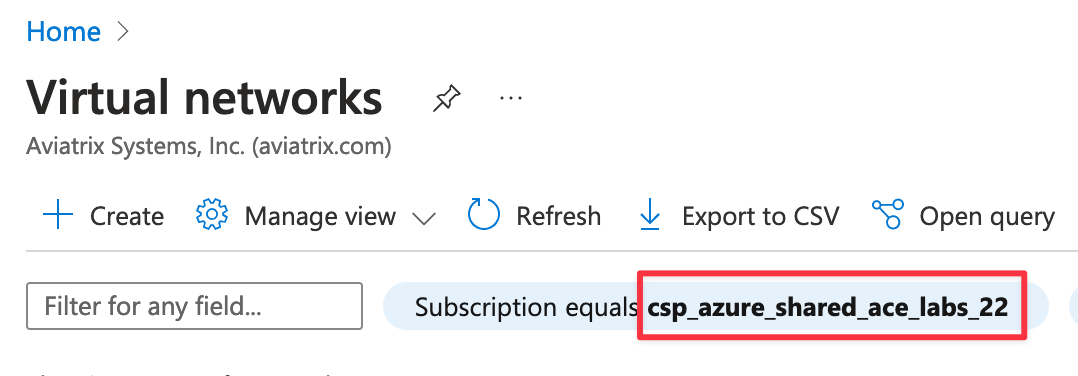 Home
Virtual networks
Aviatrix Systems, Inc. (aviatrix.com)
Create Manage view Refresh Export to CSV Open query
Filter for any field... Subscription equals csp_azure_shared_ace_labs_22